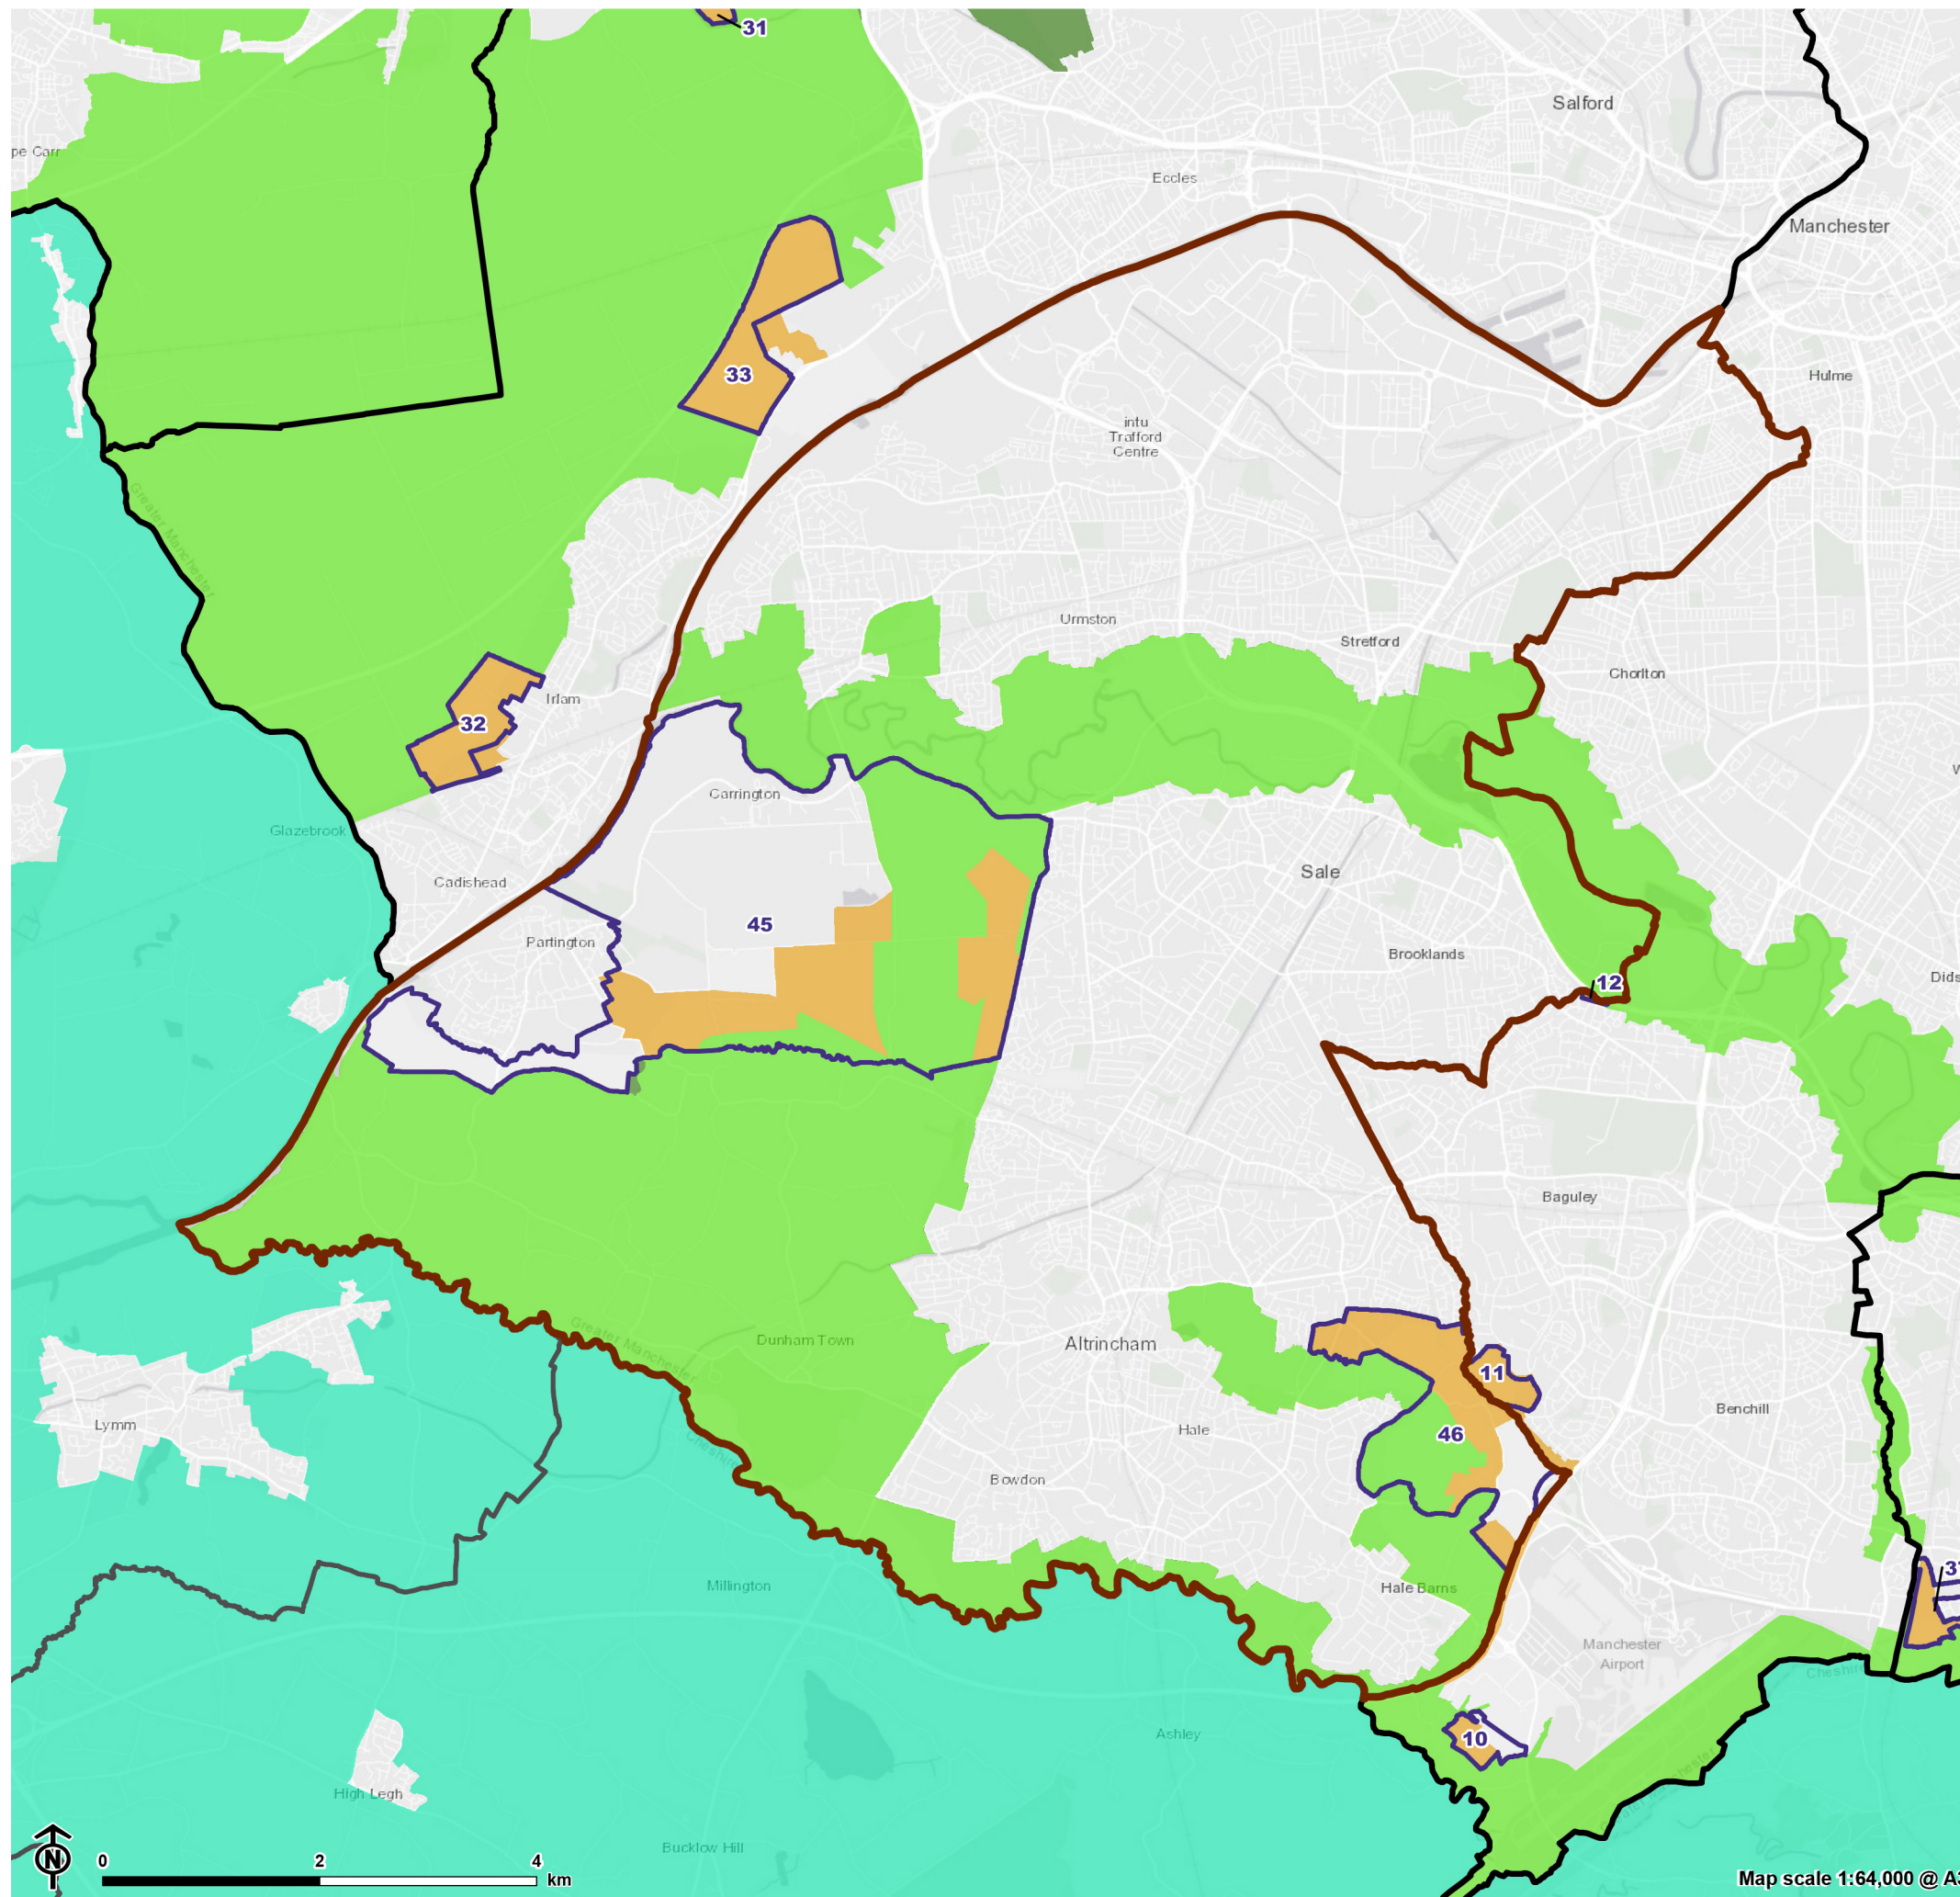 31
Salford
pe Carr
Eccles
Manchester
33
Hulme
intu
Trafford
Centre
Greater Manchester
Urmston
Stretford
Chorlton
Irlam
32
Carrington
Glazebrook
Sale
Cadishead
45
Partington
Brooklands
12
Dids
Baguley
Greater Manchester
Dunham Town
Altrincham
11
Lymm
Cheshire
Hale
46
Benchill
Bowdon
Millington
Hale Barns
Manchester
Airport
Cheshire
Ashley
10
High Legh
Bucklow Hill
N
0 2 4
km
Map scale 1:64,000 @ A3